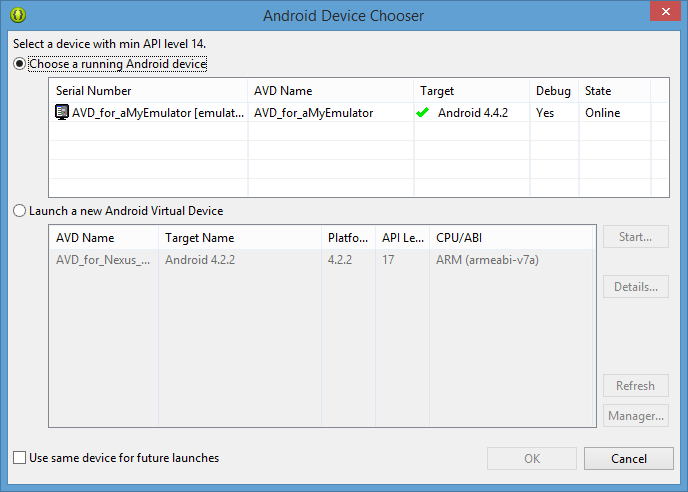 Android Device Chooser
Select a device with min API level 14.
Choose a running Android device
Serial Number AVD Name Target Debug State
AVD_for_aMyEmulator [emulat... AVD_for_aMyEmulator Android 4.4.2 Yes Online
Launch a new Android Virtual Device
AVD Name Target Name Platfo... API Le... CPU/ABI
AVD_for_Nexus_... Android 4.2.2 4.2.2 17 ARM (armeabi-v7a)
Start...
Details...
Refresh
Manager...
Use same device for future launches
OK Cancel